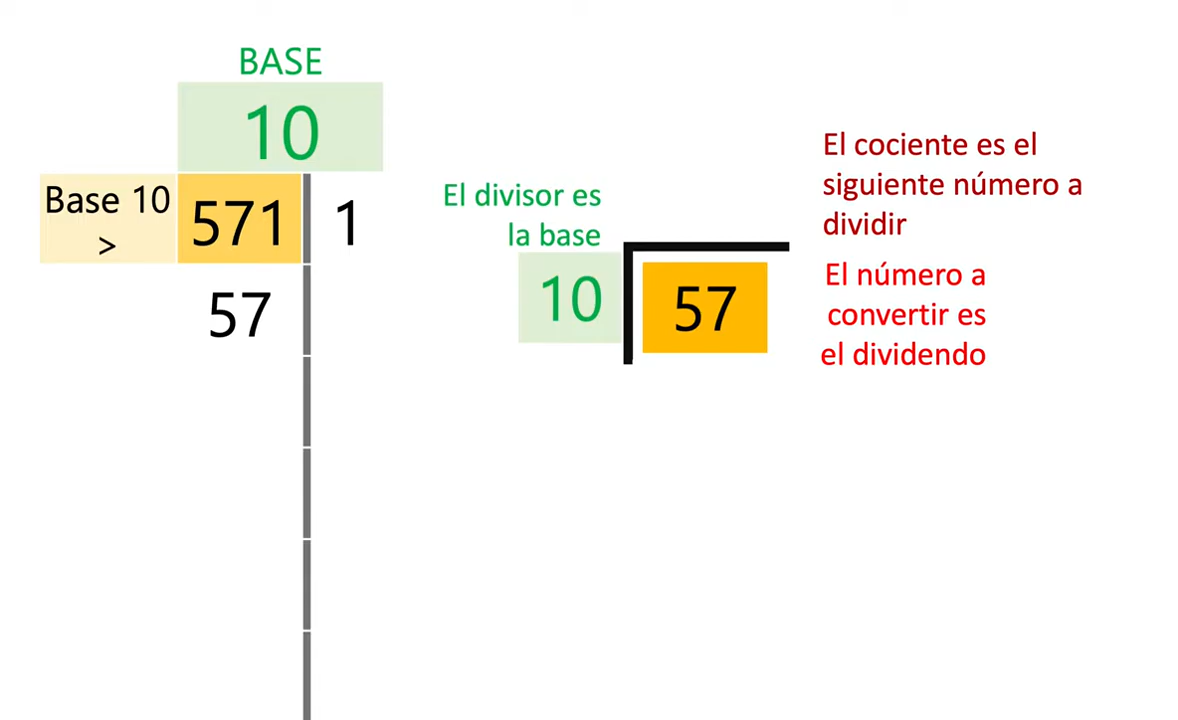 BASE
10
Base 10
>
571
1
57
El divisor es
la base
10
57
El cociente es el
siguiente número a
dividir
El número a
convertir es
el dividendo